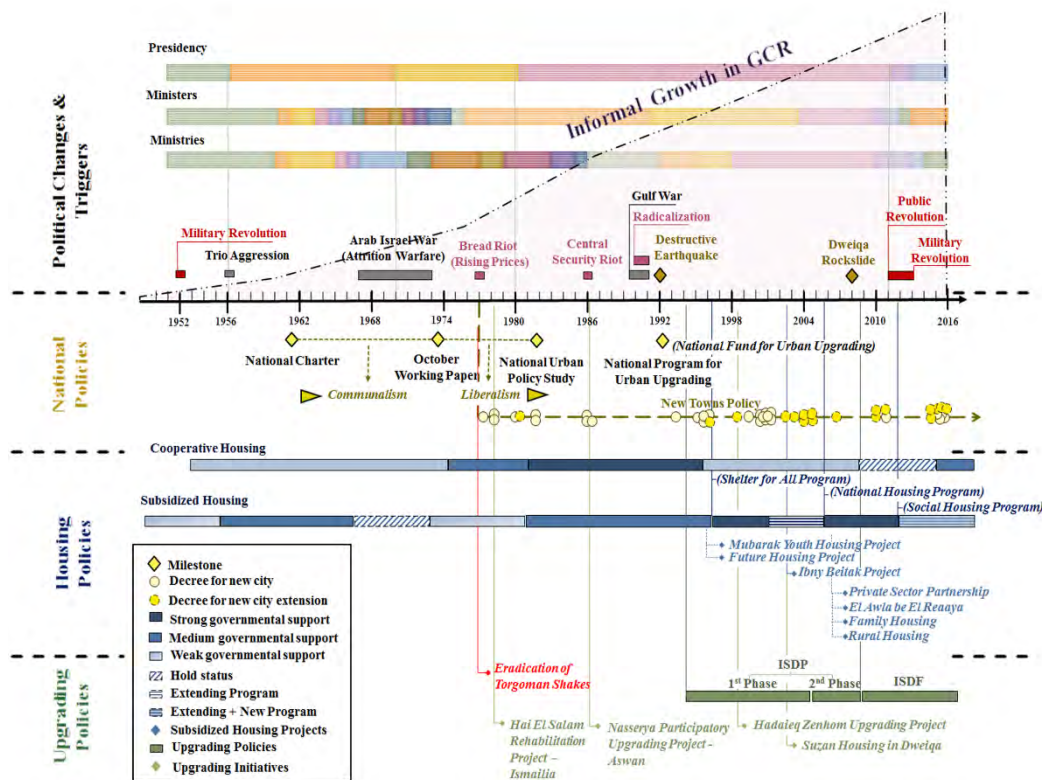 Presidency
Informal Growth in GCR
Ministers
Ministries
Political Changes &
Triggers
Gulf War
Radicalization
Public
Revolution
Military Revolution
Trio Aggression
Arab Israel War
(Attrition Warfare)
Bread Riot
(Rising Prices)
Central
Security Riot
Destructive
Earthquake
Dweiqa
Rockslide
Military
Revolution
1952
1956
1962
1968
1974
1980
1986
1992
1998
2004
2010
2016
National
Policies
National Charter
October
Working Paper
National Urban
Policy Study
(National Fund for Urban Upgrading)
National Program for
Urban Upgrading
Communalism
Liberalism
New Towns Policy
Housing
Policies
Cooperative Housing
(Shelter for All Program)
(National Housing Program)
(Social Housing Program)
Subsidized Housing
Mubarak Youth Housing Project
Future Housing Project
Ibny Beitak Project
Private Sector Partnership
El Awla be El Reaaya
Family Housing
Rural Housing
Milestone
Decree for new city
Decree for new city extension
Strong governmental support
Medium governmental support
Weak governmental support
Hold status
Extending Program
Extending + New Program
Subsidized Housing Projects
Upgrading Policies
Upgrading Initiatives
Upgrading
Policies
Eradication of
Torgoman Shakes
ISDP
1st Phase
2nd Phase
ISDF
Hai El Salam
Rehabilitation
Project –
Ismailia
Nasserya Participatory
Upgrading Project -
Aswan
Hadaieq Zenhom Upgrading Project
Suzan Housing in Dweiqa